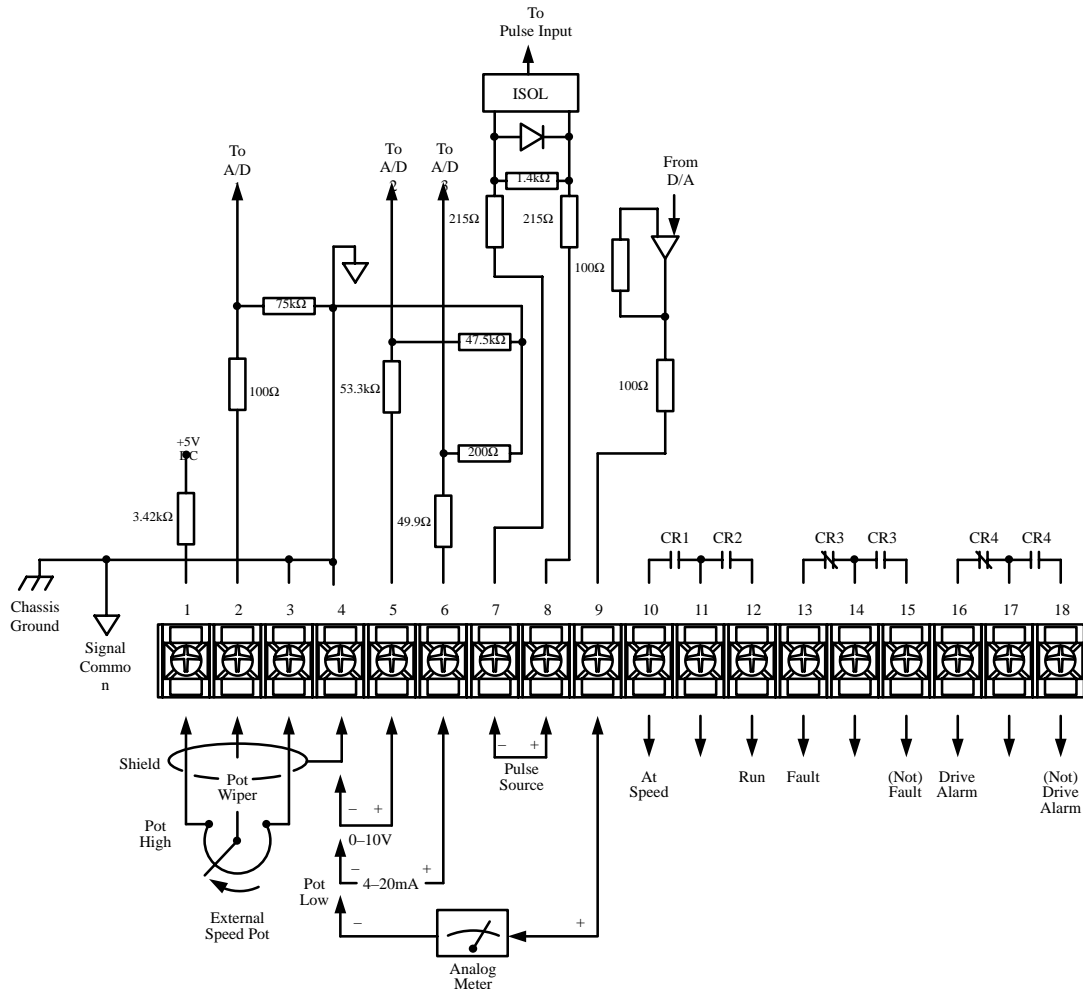 To
Pulse Input
ISOL
To
A/D
To
A/D
2
To
A/D
3
From
D/A
1.4kΩ
215Ω
215Ω
100Ω
75kΩ
47.5kΩ
100Ω
53.3kΩ
100Ω
+5V
DC
200Ω
3.42kΩ
49.9Ω
CR1
CR2
CR3
CR3
CR4
CR4
Chassis
Ground
Signal
Commo
n
1
2
3
4
5
6
7
8
9
10
11
12
13
14
15
16
17
18
Shield
Pot
Wiper
Pot
High
External
Speed Pot
– +
0–10V
– +
4–20mA
Pot
Low
– +
Analog
Meter
– +
Pulse
Source
At
Speed
Run
Fault
(Not)
Fault
Drive
Alarm
(Not)
Drive
Alarm